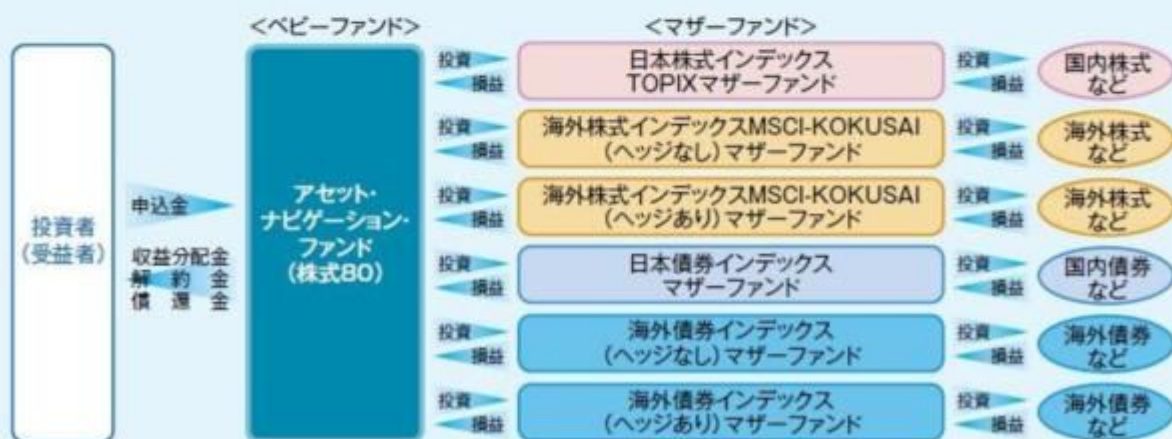 ＜ベビーファンド＞
＜マザーファンド＞
投資者
（受益者）
申込金
収益分配金
解約金
償還金
アセット・
ナビゲーション・
ファンド
（株式80）
投資
損益
日本株式インデックス
TOPIXマザーファンド
投資
損益
国内株式
など
投資
損益
海外株式インデックスMSCI-KOKUSAI
（ヘッジなし）マザーファンド
投資
損益
海外株式
など
投資
損益
海外株式インデックスMSCI-KOKUSAI
（ヘッジあり）マザーファンド
投資
損益
海外株式
など
投資
損益
日本債券インデックス
マザーファンド
投資
損益
国内債券
など
投資
損益
海外債券インデックス
（ヘッジなし）マザーファンド
投資
損益
海外債券
など
投資
損益
海外債券インデックス
（ヘッジあり）マザーファンド
投資
損益
海外債券
など